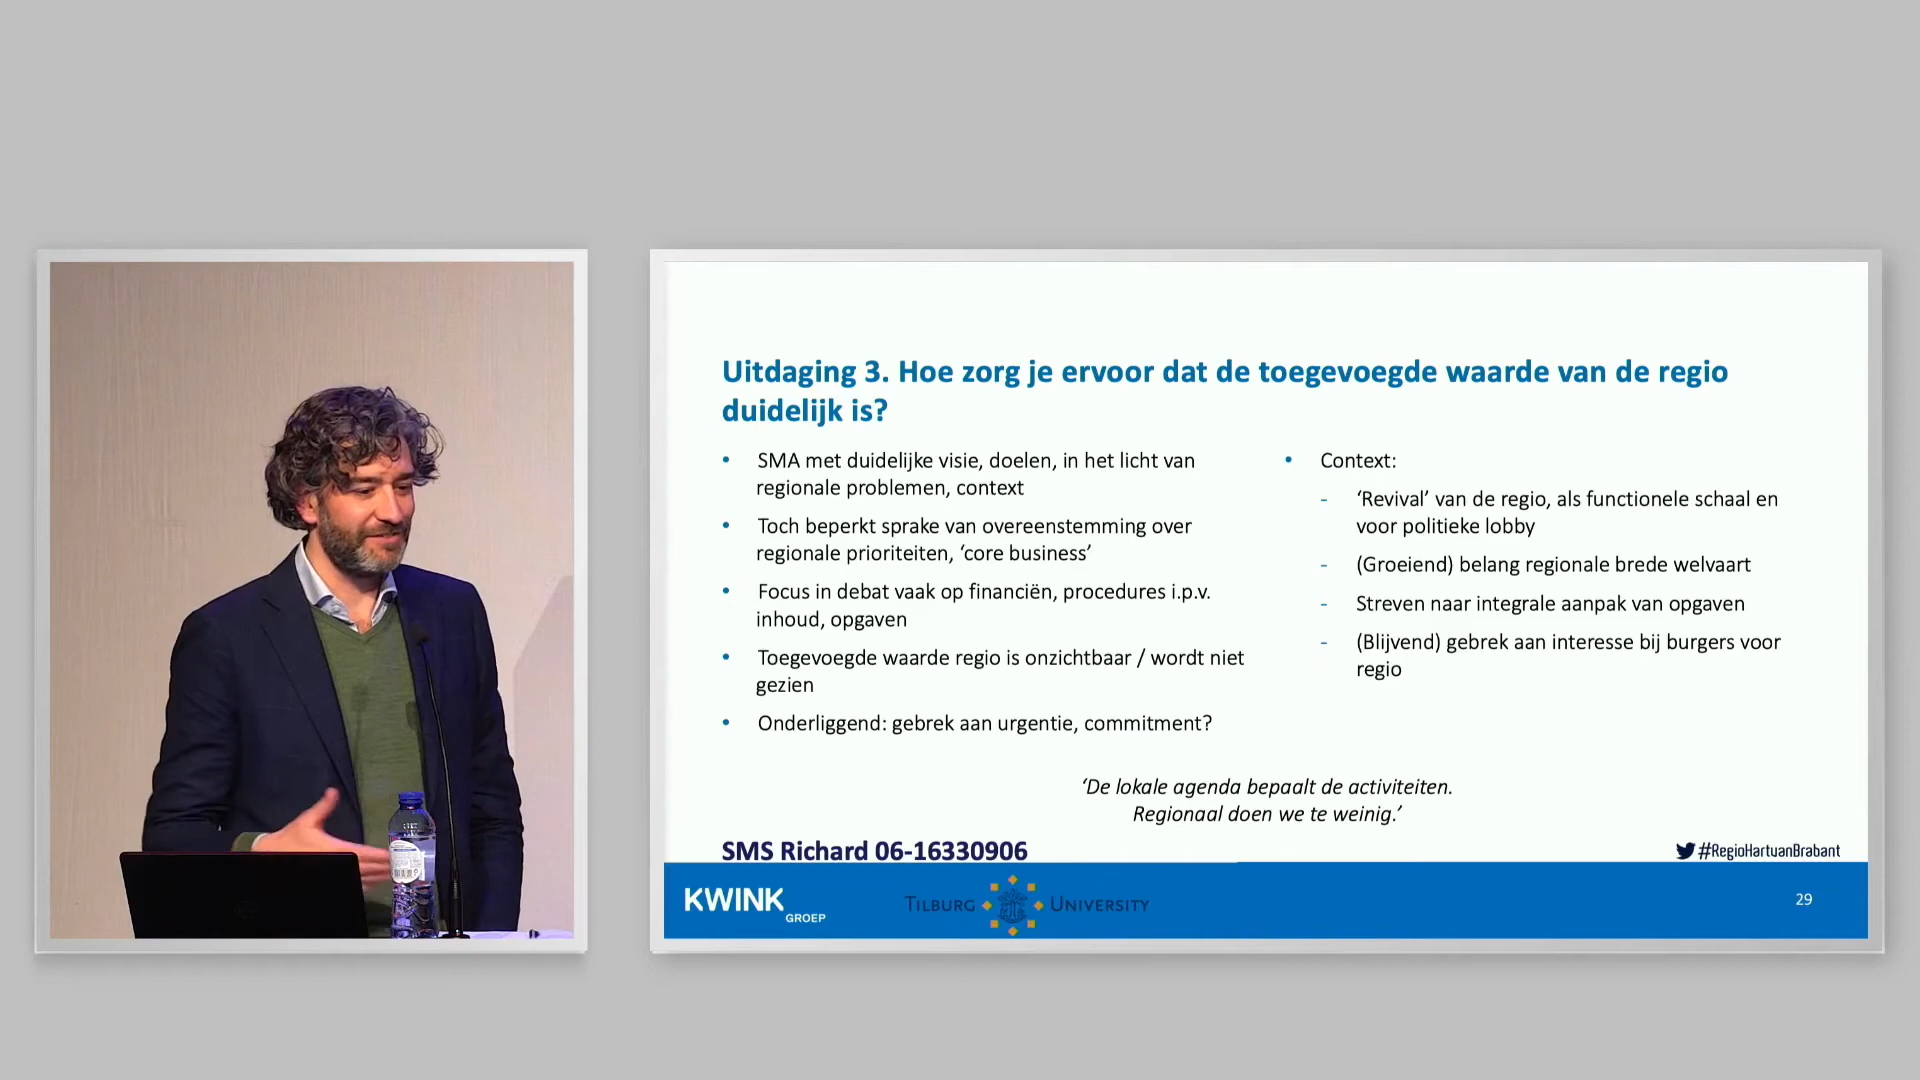 Uitdaging 3. Hoe zorg je ervoor dat de toegevoegde waarde van de regio
duidelijk is?
• SMA met duidelijke visie, doelen, in het licht van
regionale problemen, context
• Toch beperkt sprake van overeenstemming over
regionale prioriteiten, ‘core business’
• Focus in debat vaak op financiën, procedures i.p.v.
inhoud, opgaven
• Toegevoegde waarde regio is onzichtbaar / wordt niet
gezien
• Onderliggend: gebrek aan urgentie, commitment?
• Context:
- ‘Revival’ van de regio, als functionele schaal en
voor politieke lobby
- (Groeiend) belang regionale brede welvaart
- Streven naar integrale aanpak van opgaven
- (Blijvend) gebrek aan interesse bij burgers voor
regio
‘De lokale agenda bepaalt de activiteiten.
Regionaal doen we te weinig.’
SMS Richard 06-16330906
#RegioHartvanBrabant
KWINK
GROEP
TILBURG UNIVERSITY
29